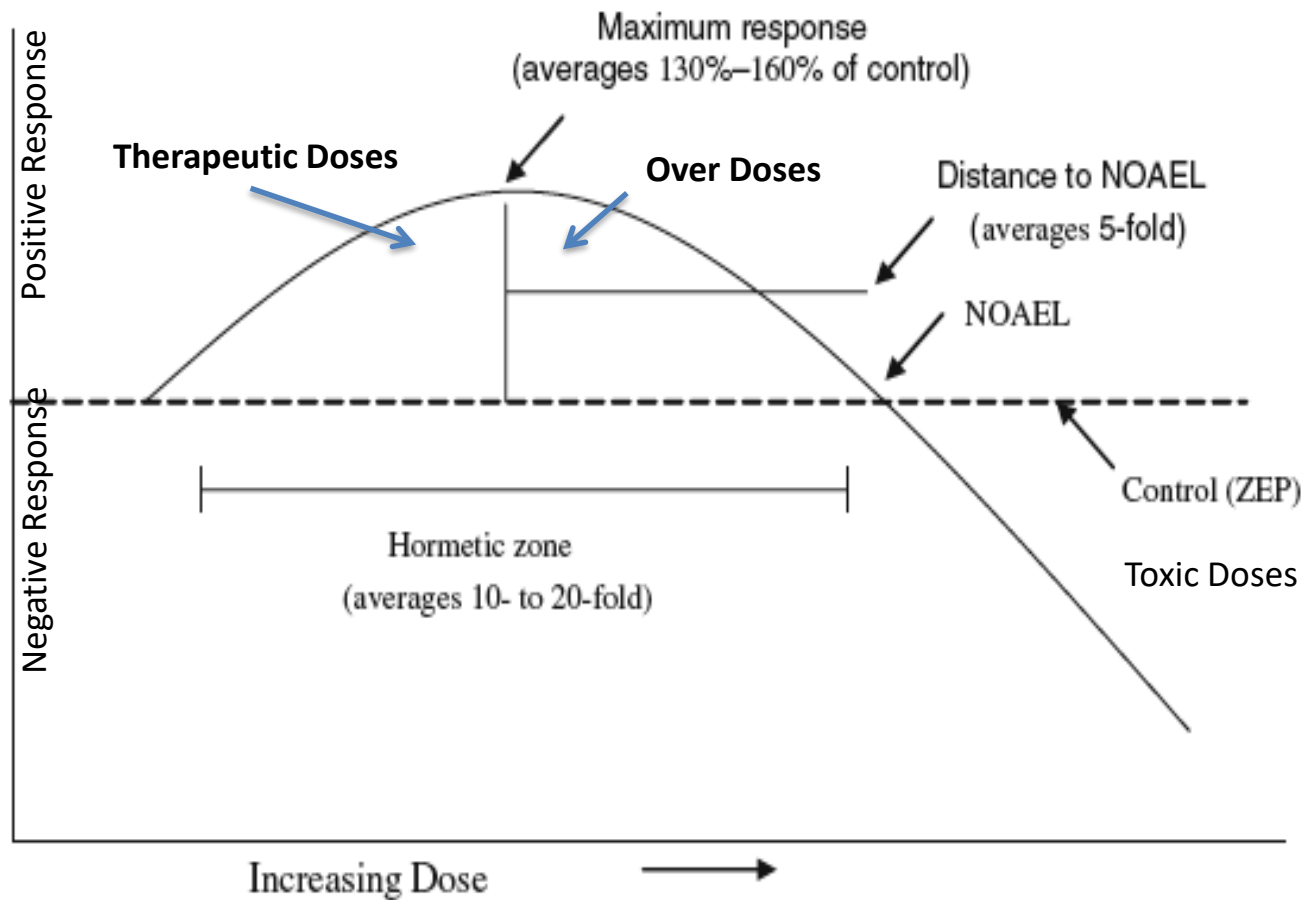 Maximum response
(averages 130%–160% of control)
Positive Response
Therapeutic Doses
Over Doses
Distance to NOAEL
(averages 5-fold)
NOAEL
Negative Response
Control (ZEP)
Hormetic zone
(averages 10- to 20-fold)
Toxic Doses
Increasing Dose